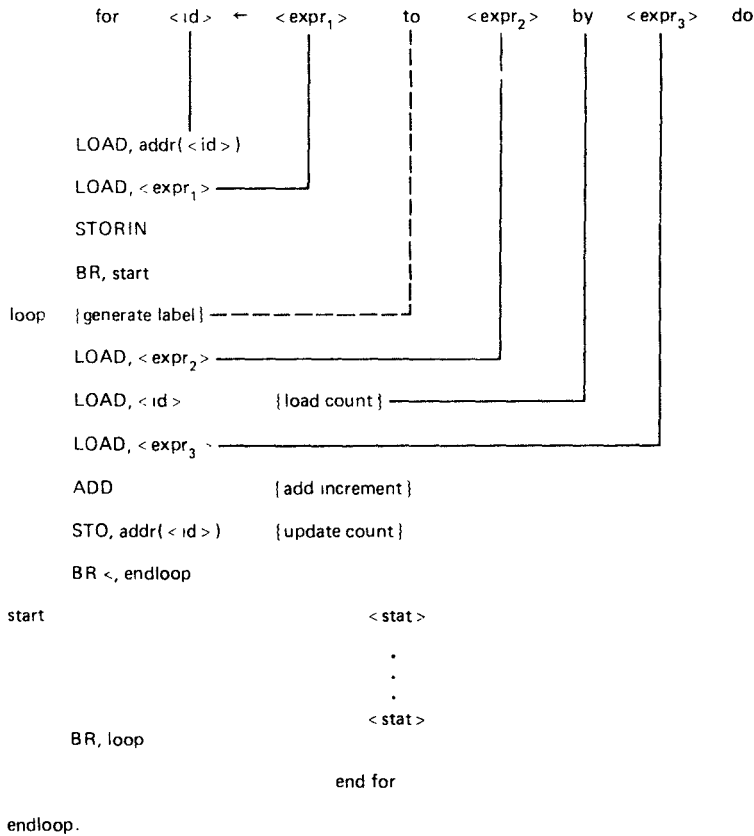 for <id> ← <expr₁> to <expr₂> by <expr₃> do
LOAD, addr(<id>)
LOAD, <expr₁>
STORIN
BR, start
loop {generate label}
LOAD, <expr₂>
LOAD, <id> {load count}
LOAD, <expr₃>
ADD {add increment}
STO, addr(<id>) {update count}
BR <, endloop
start <stat>
.
.
.
<stat>
BR, loop
end for
endloop.